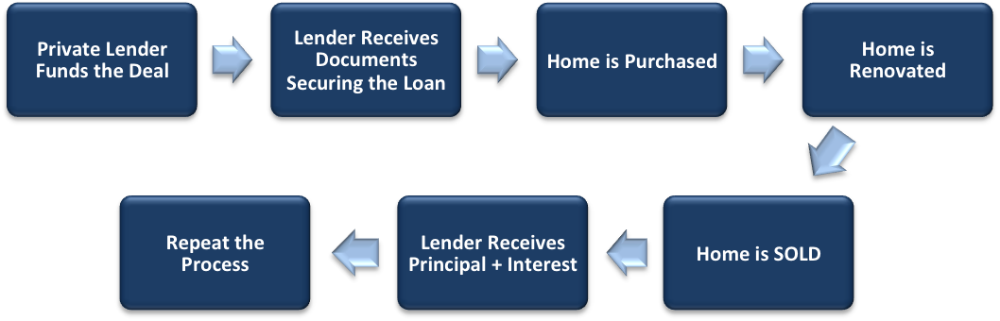 Private Lender
Funds the Deal
Lender Receives
Documents
Securing the Loan
Home is Purchased
Home is
Renovated
Home is SOLD
Lender Receives
Principal + Interest
Repeat the
Process